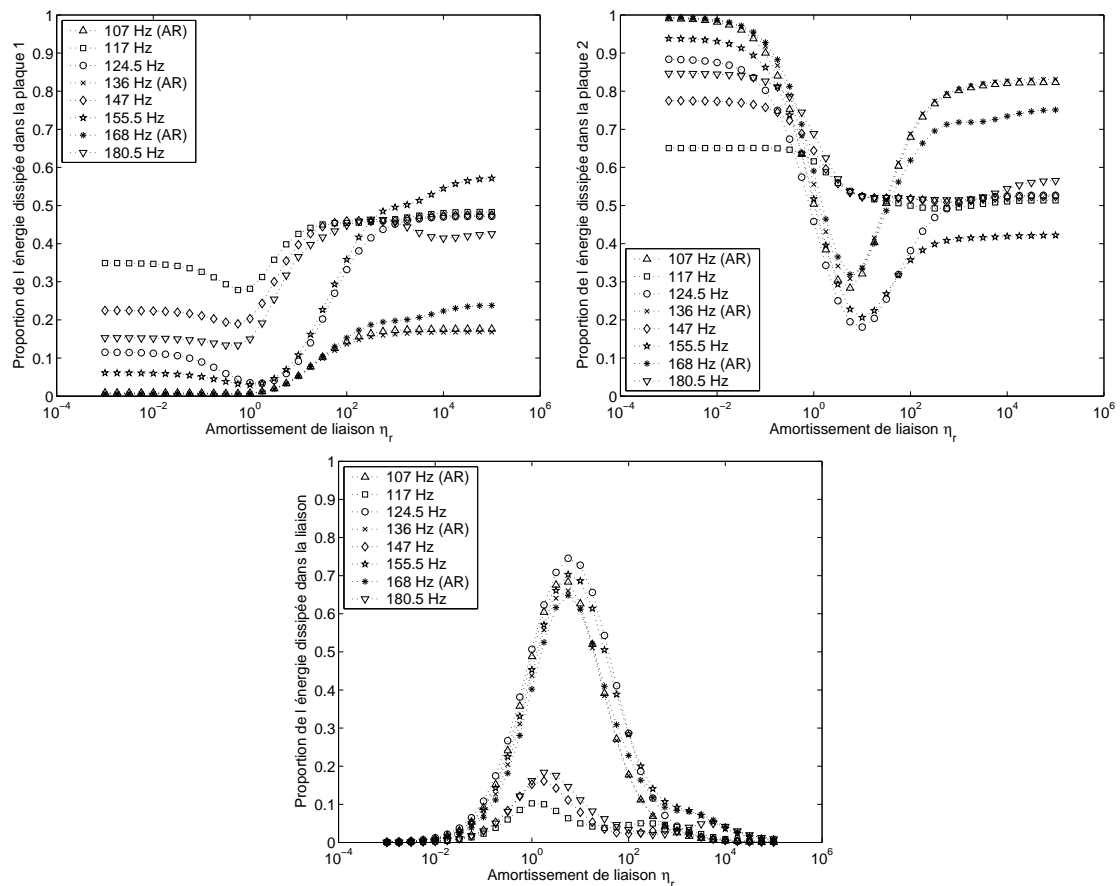 1
0.9
0.8
0.7
0.6
0.5
0.4
0.3
0.2
0.1
0
Proportion de l énergie dissipée dans la plaque 1
107 Hz (AR)
117 Hz
124.5 Hz
136 Hz (AR)
147 Hz
155.5 Hz
168 Hz (AR)
180.5 Hz
10^−4
10^−2
10^0
10^2
10^4
10^6
Amortissement de liaison η_r
1
0.9
0.8
0.7
0.6
0.5
0.4
0.3
0.2
0.1
0
Proportion de l énergie dissipée dans la plaque 2
107 Hz (AR)
117 Hz
124.5 Hz
136 Hz (AR)
147 Hz
155.5 Hz
168 Hz (AR)
180.5 Hz
10^−4
10^−2
10^0
10^2
10^4
10^6
Amortissement de liaison η_r
1
0.9
0.8
0.7
0.6
0.5
0.4
0.3
0.2
0.1
0
Proportion de l énergie dissipée dans la liaison
107 Hz (AR)
117 Hz
124.5 Hz
136 Hz (AR)
147 Hz
155.5 Hz
168 Hz (AR)
180.5 Hz
10^−4
10^−2
10^0
10^2
10^4
10^6
Amortissement de liaison η_r